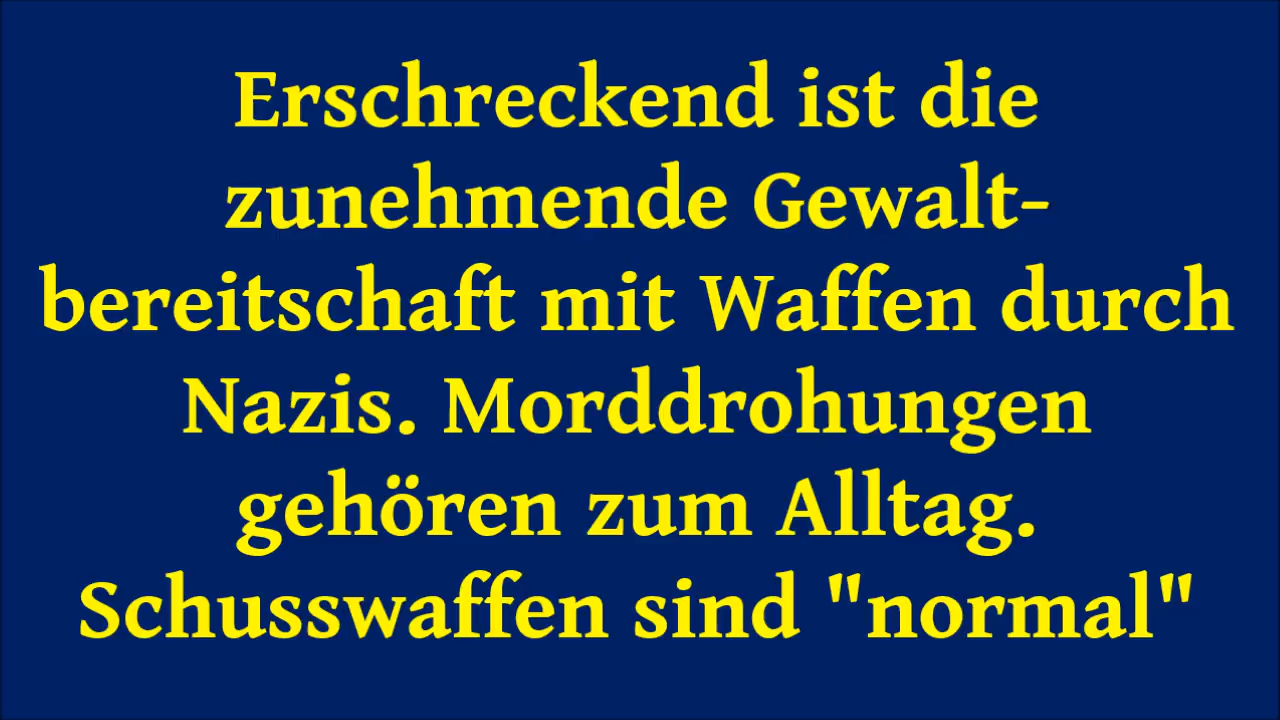 Erschreckend ist die
zunehmende Gewalt-
bereitschaft mit Waffen durch
Nazis. Morddrohungen
gehören zum Alltag.
Schusswaffen sind "normal"